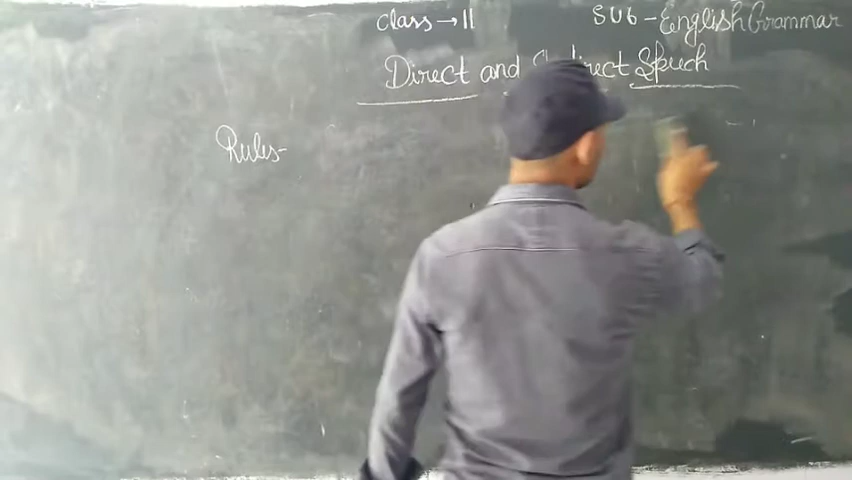 Class → 11
SUB - English Grammar
Direct and Indirect Speech
Rules-